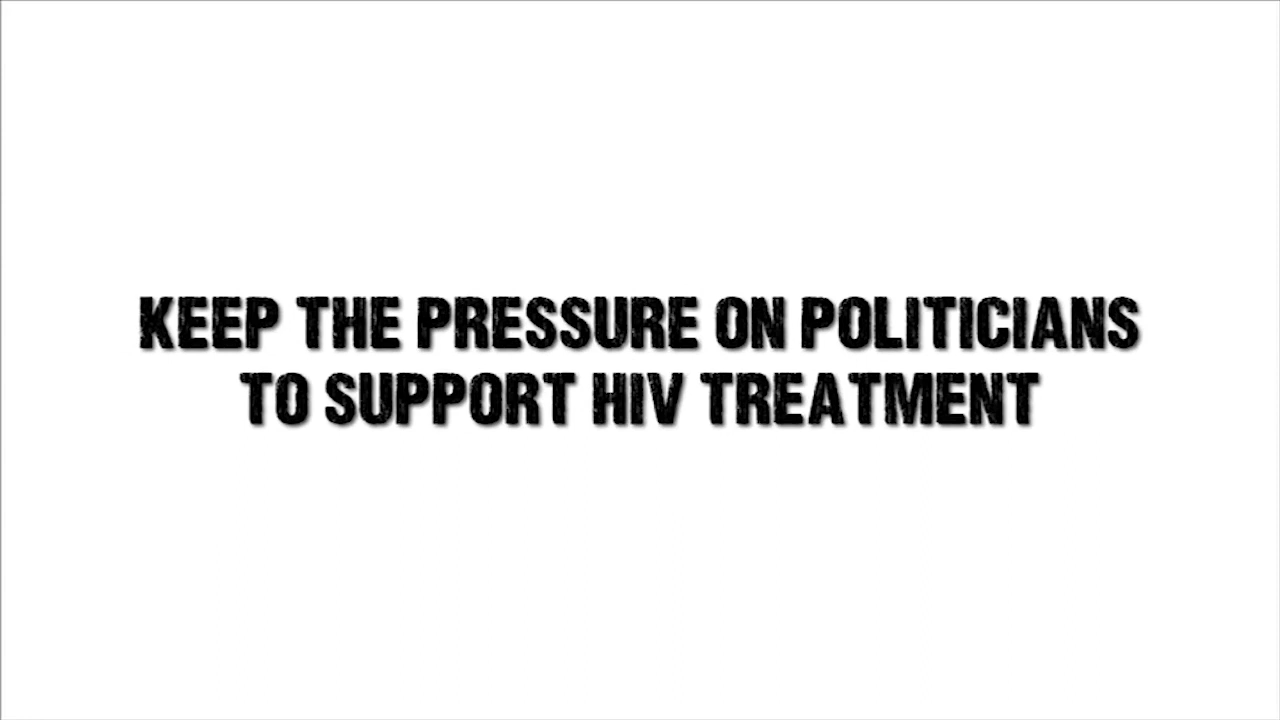 KEEP THE PRESSURE ON POLITICIANS
TO SUPPORT HIV TREATMENT